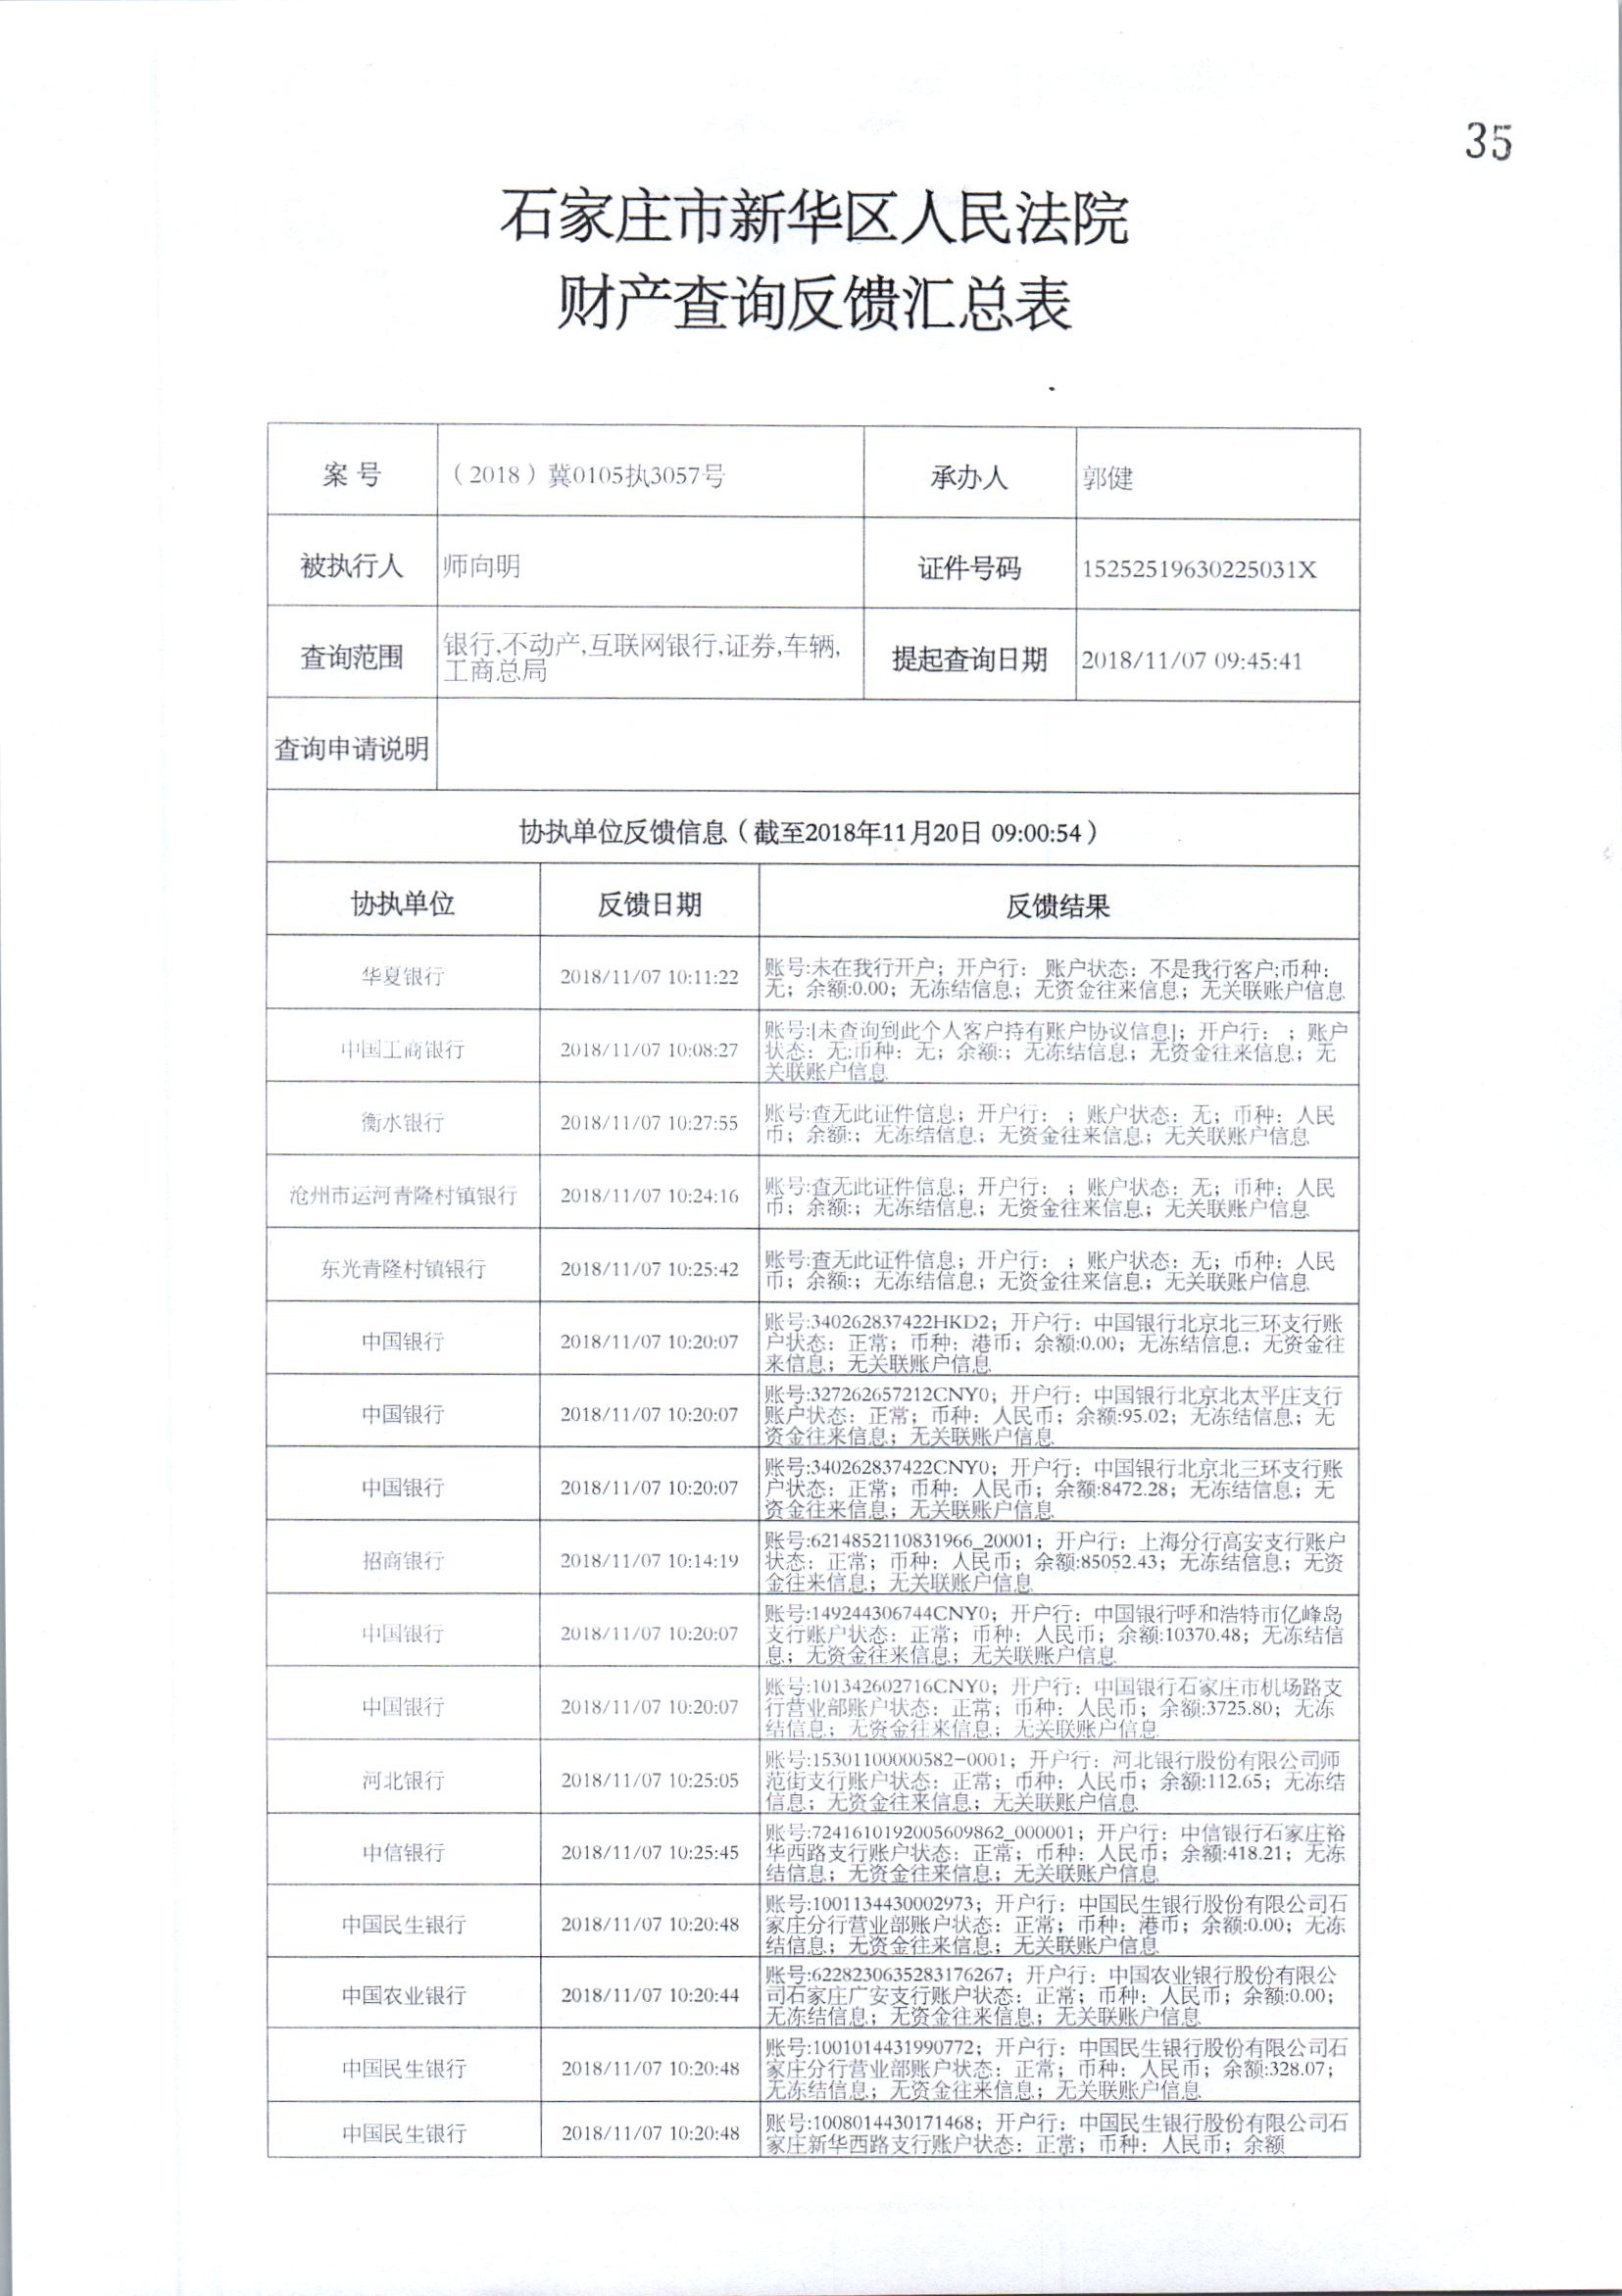 35
石家庄市新华区人民法院
财产查询反馈汇总表
案 号 （2018）冀0105执3057号 承办人 郭健
被执行人 师向明 证件号码 15252519630225031X
查询范围 银行,不动产,互联网银行,证券,车辆,
工商总局 提起查询日期 2018/11/07 09:45:41
查询申请说明
协执单位反馈信息（截至2018年11月20日 09:00:54）
协执单位 反馈日期 反馈结果
华夏银行 2018/11/07 10:11:22 账号:未在我行开户；开户行： 账户状态：不是我行客户;币种：
无；余额:0.00；无冻结信息；无资金往来信息；无关联账户信息
中国工商银行 2018/11/07 10:08:27 账号:[未查询到此个人客户持有账户协议信息]；开户行：；账户
状态：无;币种：无；余额:；无冻结信息；无资金往来信息；无
关联账户信息
衡水银行 2018/11/07 10:27:55 账号:查无此证件信息；开户行：；账户状态：无；币种：人民
币；余额:；无冻结信息；无资金往来信息；无关联账户信息
沧州市运河青隆村镇银行 2018/11/07 10:24:16 账号:查无此证件信息；开户行：；账户状态：无；币种：人民
币；余额:；无冻结信息；无资金往来信息；无关联账户信息
东光青隆村镇银行 2018/11/07 10:25:42 账号:查无此证件信息；开户行：；账户状态：无；币种：人民
币；余额:；无冻结信息；无资金往来信息；无关联账户信息
中国银行 2018/11/07 10:20:07 账号:340262837422HKD2；开户行：中国银行北京北三环支行账
户状态：正常；币种：港币；余额:0.00；无冻结信息；无资金往
来信息；无关联账户信息
中国银行 2018/11/07 10:20:07 账号:327262657212CNY0；开户行：中国银行北京北太平庄支行
账户状态：正常；币种：人民币；余额:95.02；无冻结信息；无
资金往来信息；无关联账户信息
中国银行 2018/11/07 10:20:07 账号:340262837422CNY0；开户行：中国银行北京北三环支行账
户状态：正常；币种：人民币；余额:8472.28；无冻结信息；无
资金往来信息；无关联账户信息
招商银行 2018/11/07 10:14:19 账号:6214852110831966_20001；开户行：上海分行高安支行账户
状态：正常；币种：人民币；余额:85052.43；无冻结信息；无资
金往来信息；无关联账户信息
中国银行 2018/11/07 10:20:07 账号:149244306744CNY0；开户行：中国银行呼和浩特市亿峰岛
支行账户状态：正常；币种：人民币；余额:10370.48；无冻结信
息；无资金往来信息；无关联账户信息
中国银行 2018/11/07 10:20:07 账号:101342602716CNY0；开户行：中国银行石家庄市机场路支
行营业部账户状态：正常；币种：人民币；余额:3725.80；无冻
结信息；无资金往来信息；无关联账户信息
河北银行 2018/11/07 10:25:05 账号:15301100000582-0001；开户行：河北银行股份有限公司师
范街支行账户状态：正常；币种：人民币；余额:112.65；无冻结
信息；无资金往来信息；无关联账户信息
中信银行 2018/11/07 10:25:45 账号:7241610192005609862_000001；开户行：中信银行石家庄裕
华西路支行账户状态：正常；币种：人民币；余额:418.21；无冻
结信息；无资金往来信息；无关联账户信息
中国民生银行 2018/11/07 10:20:48 账号:1001134430002973；开户行：中国民生银行股份有限公司石
家庄分行营业部账户状态：正常；币种：港币；余额:0.00；无冻
结信息；无资金往来信息；无关联账户信息
中国农业银行 2018/11/07 10:20:44 账号:6228230635283176267；开户行：中国农业银行股份有限公
司石家庄广安支行账户状态：正常；币种：人民币；余额:0.00；
无冻结信息；无资金往来信息；无关联账户信息
中国民生银行 2018/11/07 10:20:48 账号:1001014431990772；开户行：中国民生银行股份有限公司石
家庄分行营业部账户状态：正常；币种：人民币；余额:328.07；
无冻结信息；无资金往来信息；无关联账户信息
中国民生银行 2018/11/07 10:20:48 账号:1008014430171468；开户行：中国民生银行股份有限公司石
家庄新华西路支行账户状态：正常；币种：人民币；余额